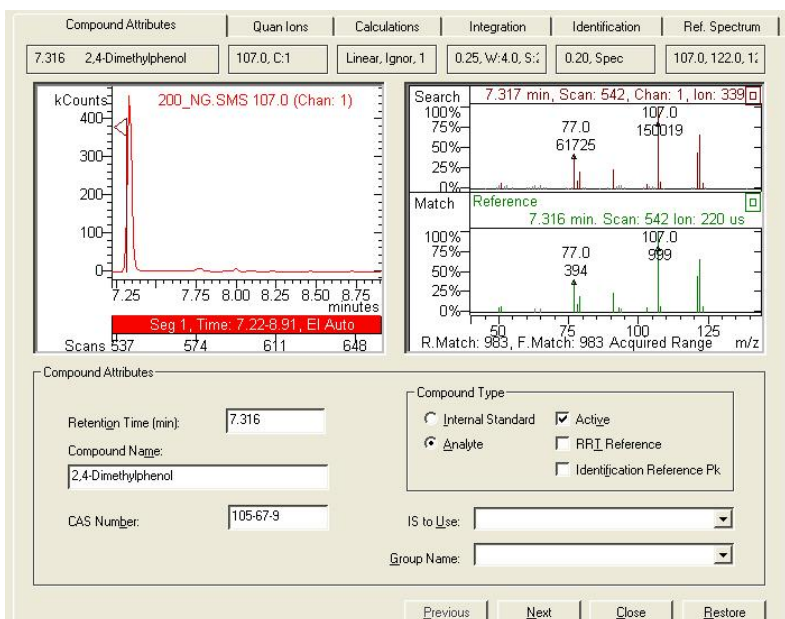 Compound Attributes
Quan Ions
Calculations
Integration
Identification
Ref. Spectrum
7.316 2,4-Dimethylphenol
107.0, C:1
Linear, Ignor, 1
0.25, W:4.0, S:
0.20, Spec
107.0, 122.0, 1
kCounts
200_NG.SMS 107.0 (Chan: 1)
400
300
200
100
0
7.25 7.75 8.00 8.25 8.50 8.75
minutes
Seg 1, Time: 7.22-8.91, EI Auto
Scans 537 574 611 648
Search 7.317 min, Scan: 542, Chan: 1, Ion: 339
100%
75%
50%
25%
0%
77.0
61725
107.0
150019
Match Reference
7.316 min. Scan: 542 Ion: 220 us
100%
75%
50%
25%
0%
77.0
394
107.0
999
50 75 100 125
R.Match: 983, F.Match: 983 Acquired Range m/z
Compound Attributes
Retention Time (min): 7.316
Compound Name:
2,4-Dimethylphenol
CAS Number: 105-67-9
Compound Type
Internal Standard
Analyte
Active
RRT Reference
Identification Reference Pk
IS to Use:
Group Name:
Previous
Next
Close
Restore